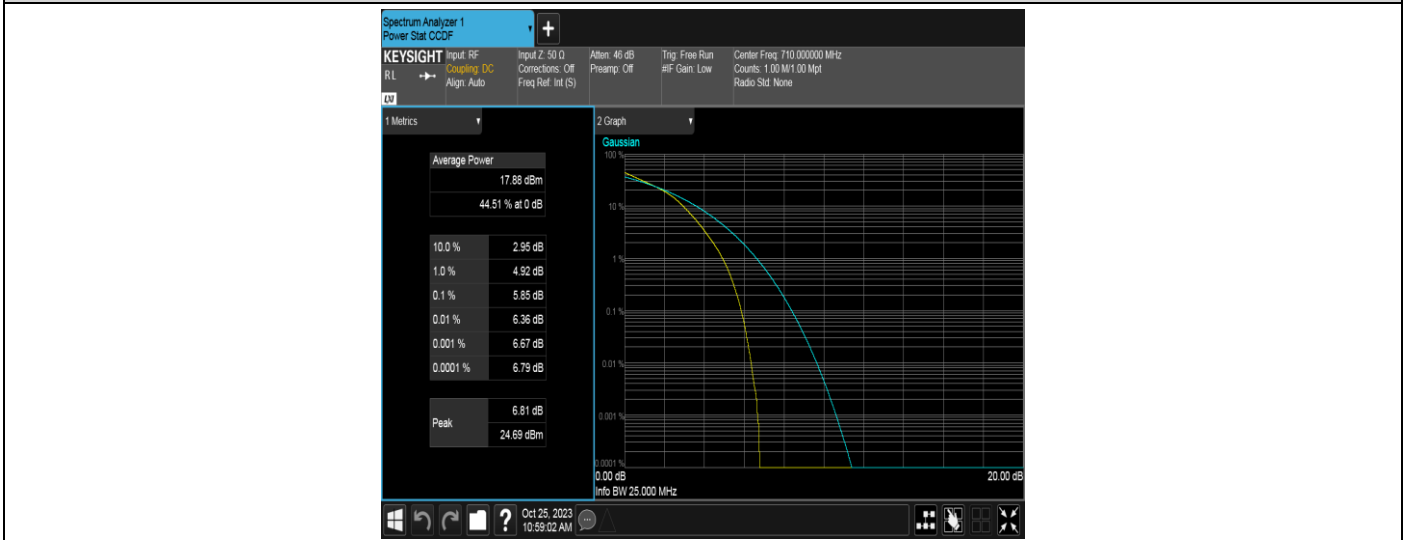 Spectrum Analyzer 1
Power Stat CCDF
+
KEYSIGHT
RL
LXI
Input: RF
Coupling: DC
Align: Auto
Input Z: 50 Ω
Corrections: Off
Freq Ref: Int (S)
Atten: 46 dB
Preamp: Off
Trig: Free Run
#IF Gain: Low
Center Freq: 710.000000 MHz
Counts: 1.00 M/1.00 Mpt
Radio Std: None
1 Metrics
Average Power
17.88 dBm
44.51 % at 0 dB
10.0 % 2.95 dB
1.0 % 4.92 dB
0.1 % 5.85 dB
0.01 % 6.36 dB
0.001 % 6.67 dB
0.0001 % 6.79 dB
Peak
6.81 dB
24.69 dBm
2 Graph
Gaussian
100 %
10 %
1 %
0.1 %
0.01 %
0.001 %
0.0001 %
0.00 dB 20.00 dB
Info BW 25.000 MHz
?
Oct 25, 2023
10:59:02 AM